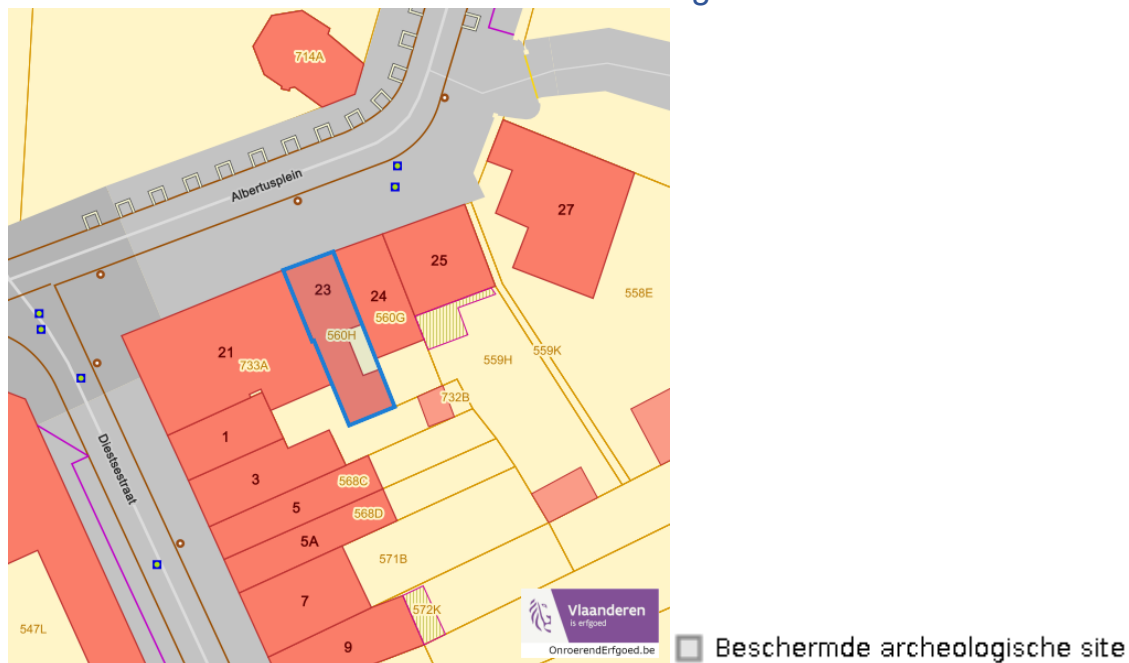 g
714A
Albertusplein
27
25
23
24
558E
560G
560H
21
733A
559H
559K
732B
1
3
Diestsestraat
568C
5
568D
5A
571B
7
572K
547L
9
Vlaanderen
is erfgoed
OnroerendErfgoed.be
Beschermde archeologische site